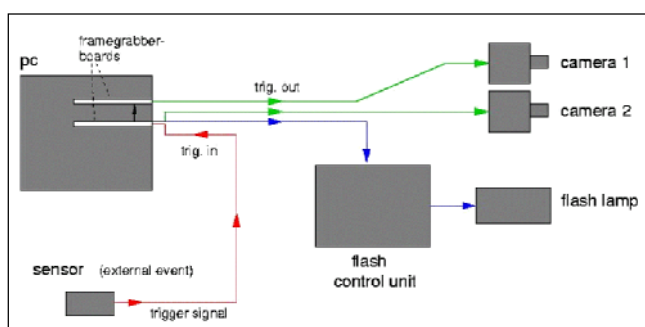 framegrabber-
boards
pc
camera 1
trig. out
camera 2
trig. in
flash lamp
flash
control unit
sensor (external event)
trigger signal